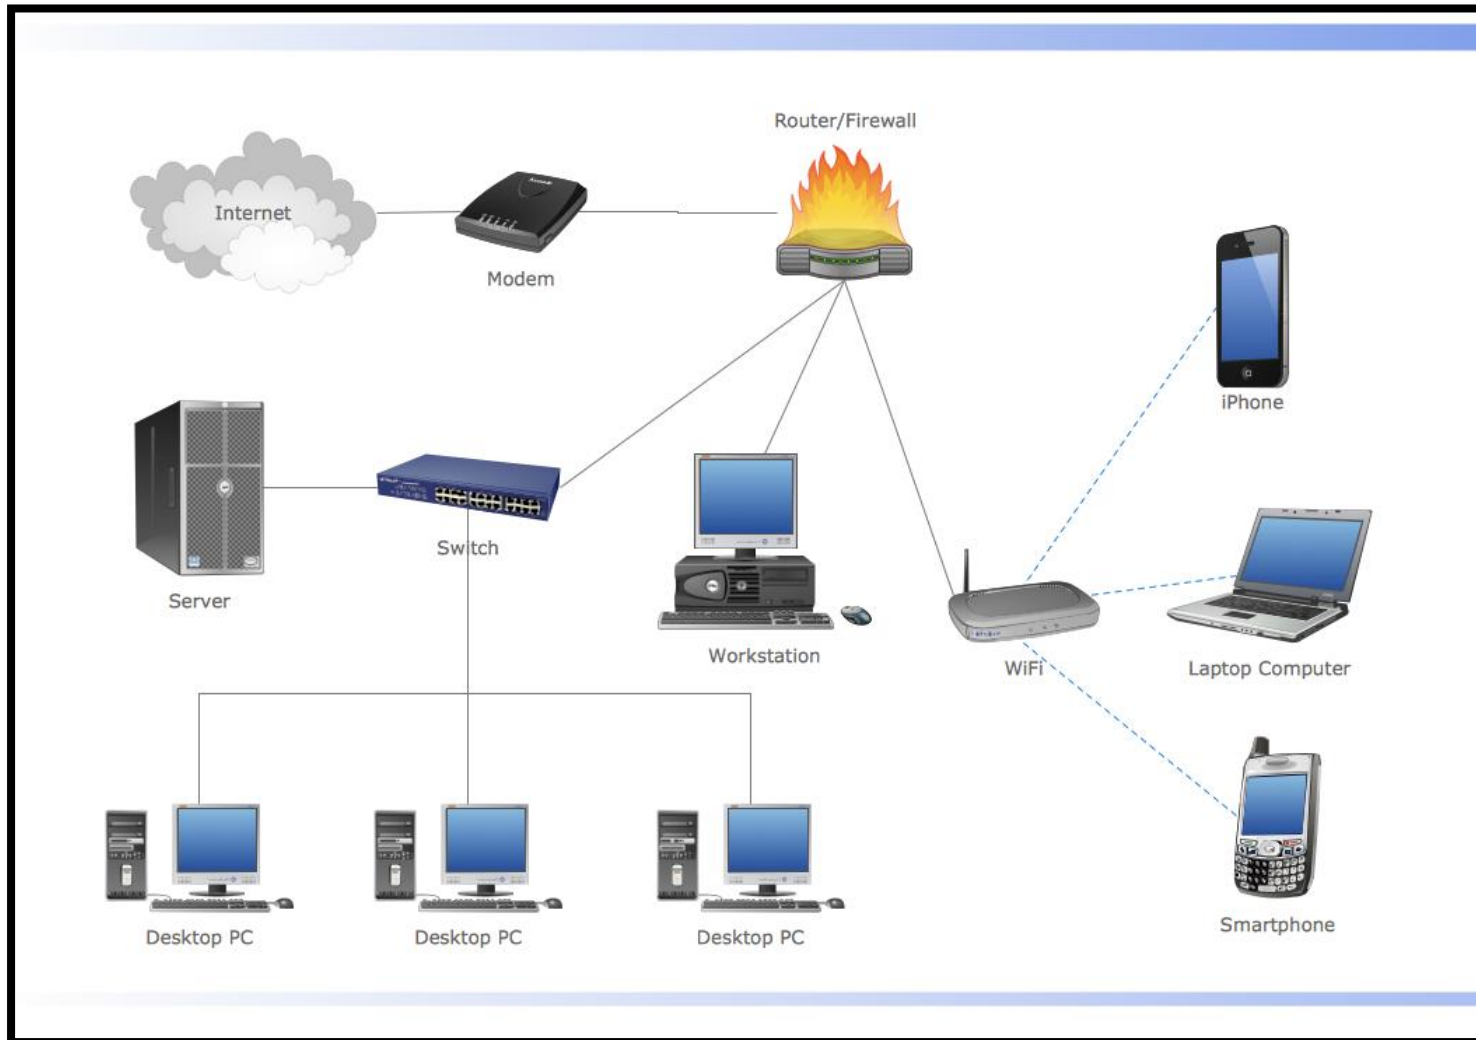 Router/Firewall
Internet
Modem
iPhone
Switch
Server
Workstation
WiFi
Laptop Computer
Smartphone
Desktop PC
Desktop PC
Desktop PC